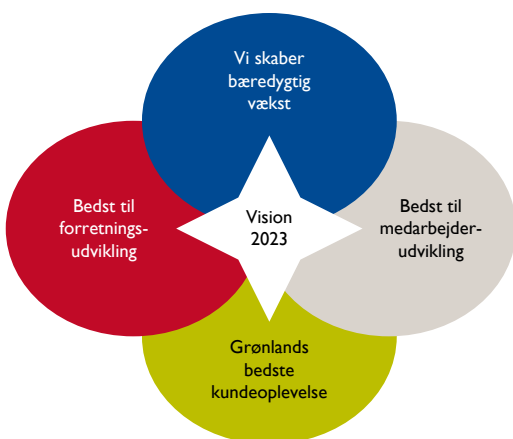 Vi skaber
bæredygtig
vækst
Bedst til
forretnings-
udvikling
Vision
2023
Bedst til
medarbejder-
udvikling
Grønlands
bedste
kundeoplevelse